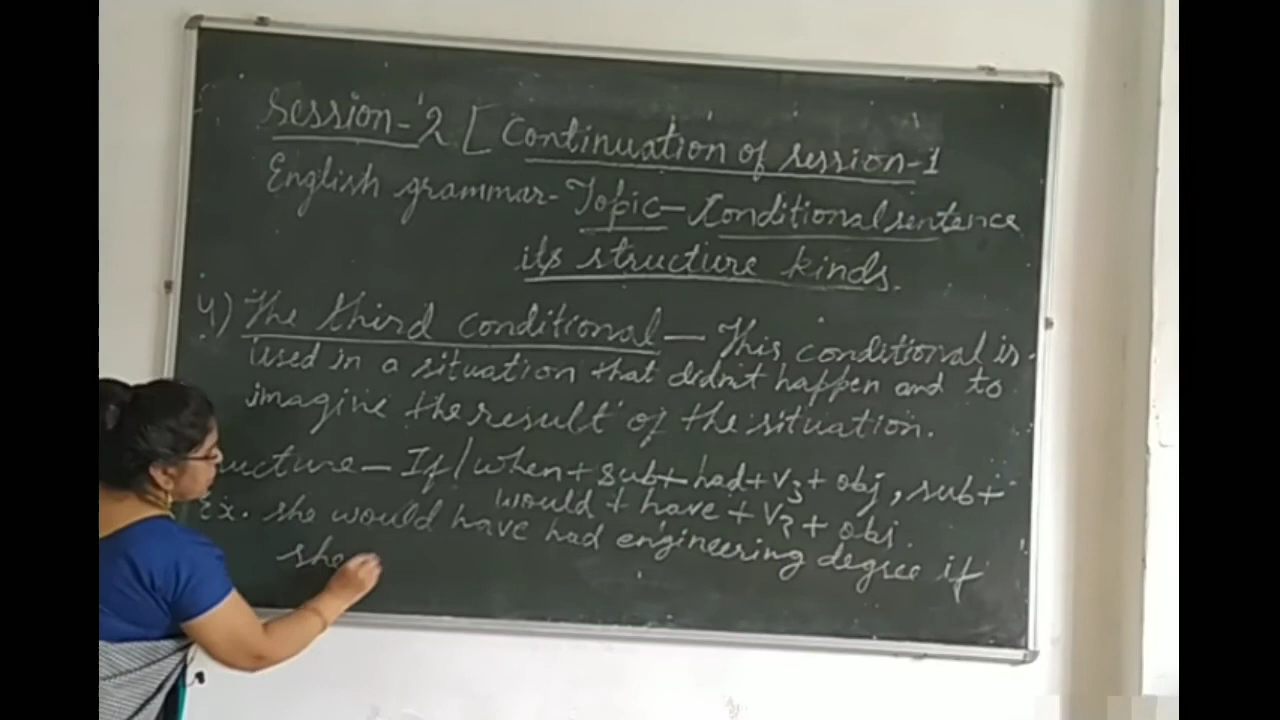 Session-2 [Continuation of session-1
English grammar-Topic-Conditional sentence
its structure kinds.
4) The third conditional - This conditional is
used in a situation that didn't happen and to
imagine the result of the situation.
ucture - If/when + sub + had + V3 + obj, sub +
would + have + V3 + obj.
Ex. she would have had engineering degree if
she